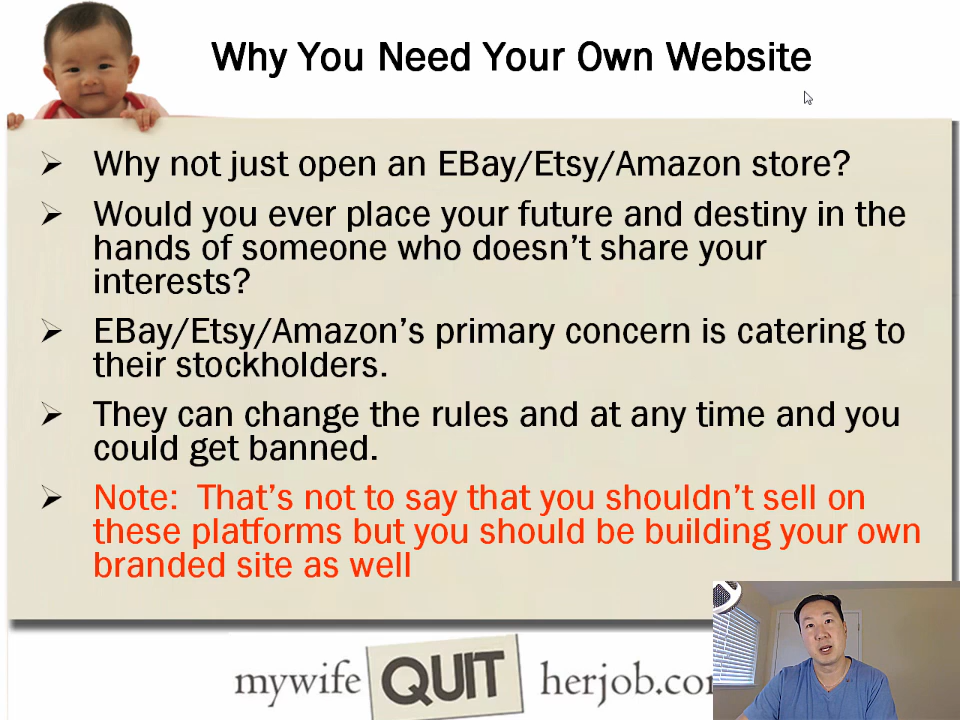 Why You Need Your Own Website
Why not just open an EBay/Etsy/Amazon store?
Would you ever place your future and destiny in the
hands of someone who doesn't share your
interests?
EBay/Etsy/Amazon's primary concern is catering to
their stockholders.
They can change the rules and at any time and you
could get banned.
Note: That's not to say that you shouldn't sell on
these platforms but you should be building your own
branded site as well
mywife QUIT herjob.co